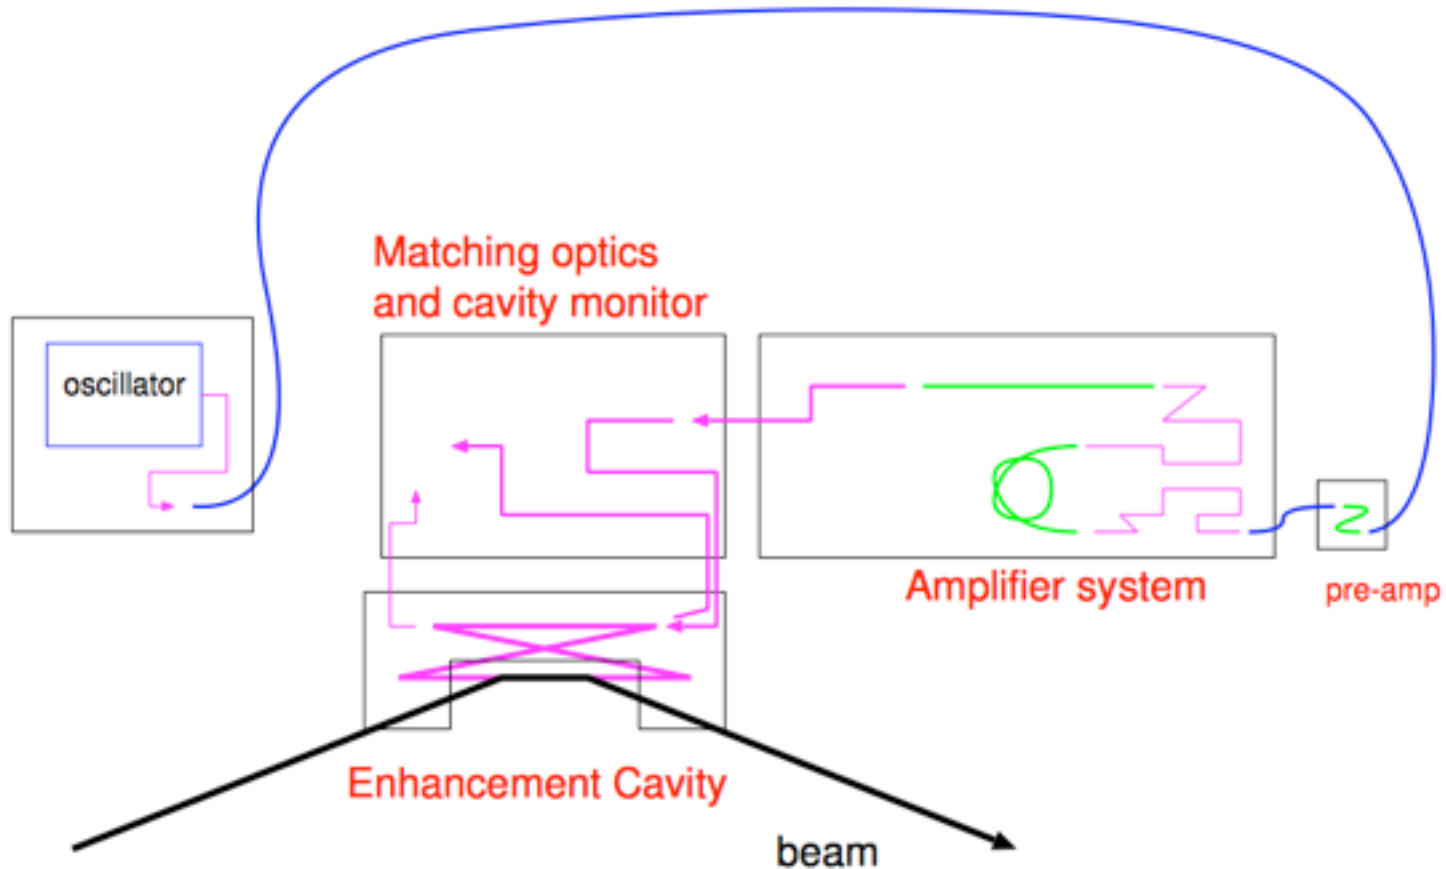 Matching optics
and cavity monitor
oscillator
Amplifier system
pre-amp
Enhancement Cavity
beam